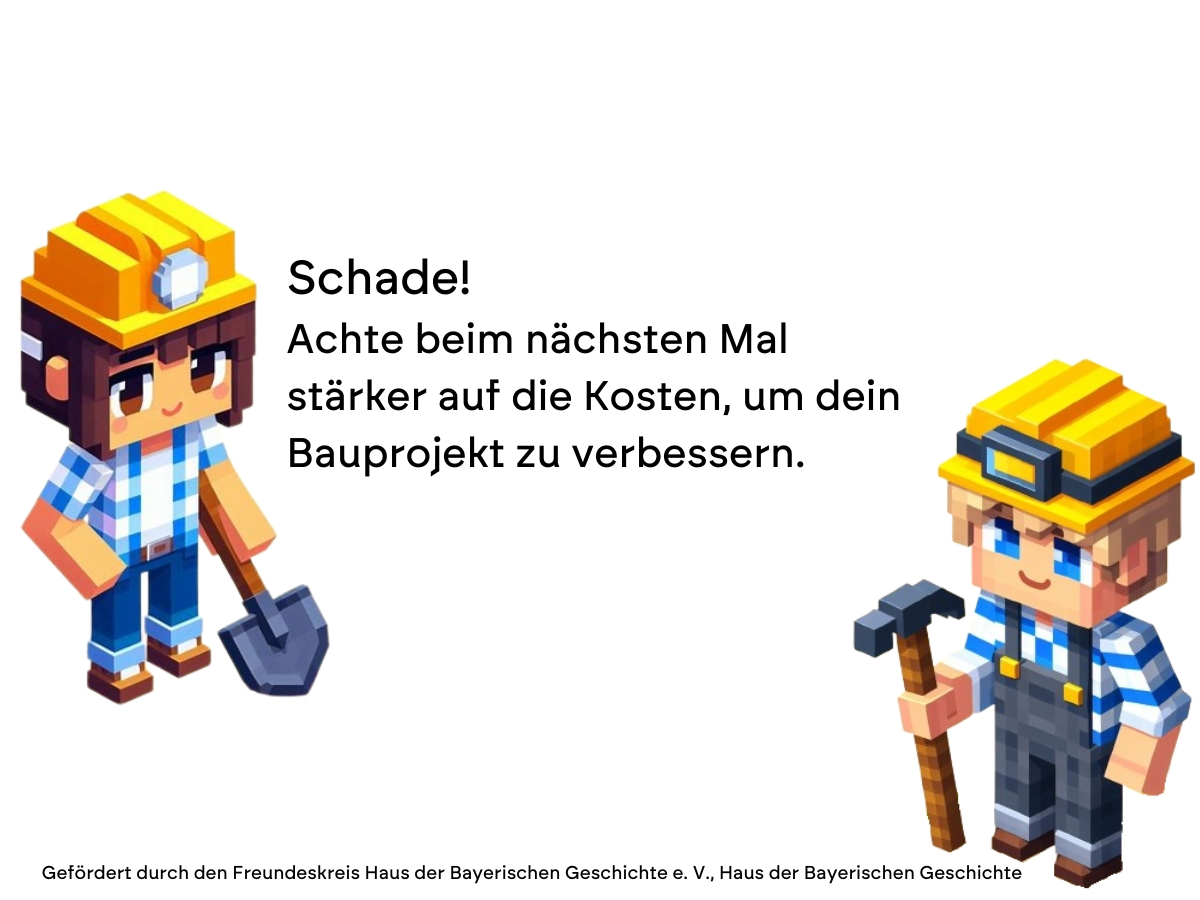 Schade!
Achte beim nächsten Mal
stärker auf die Kosten, um dein
Bauprojekt zu verbessern.
Gefördert durch den Freundeskreis Haus der Bayerischen Geschichte e. V., Haus der Bayerischen Geschichte